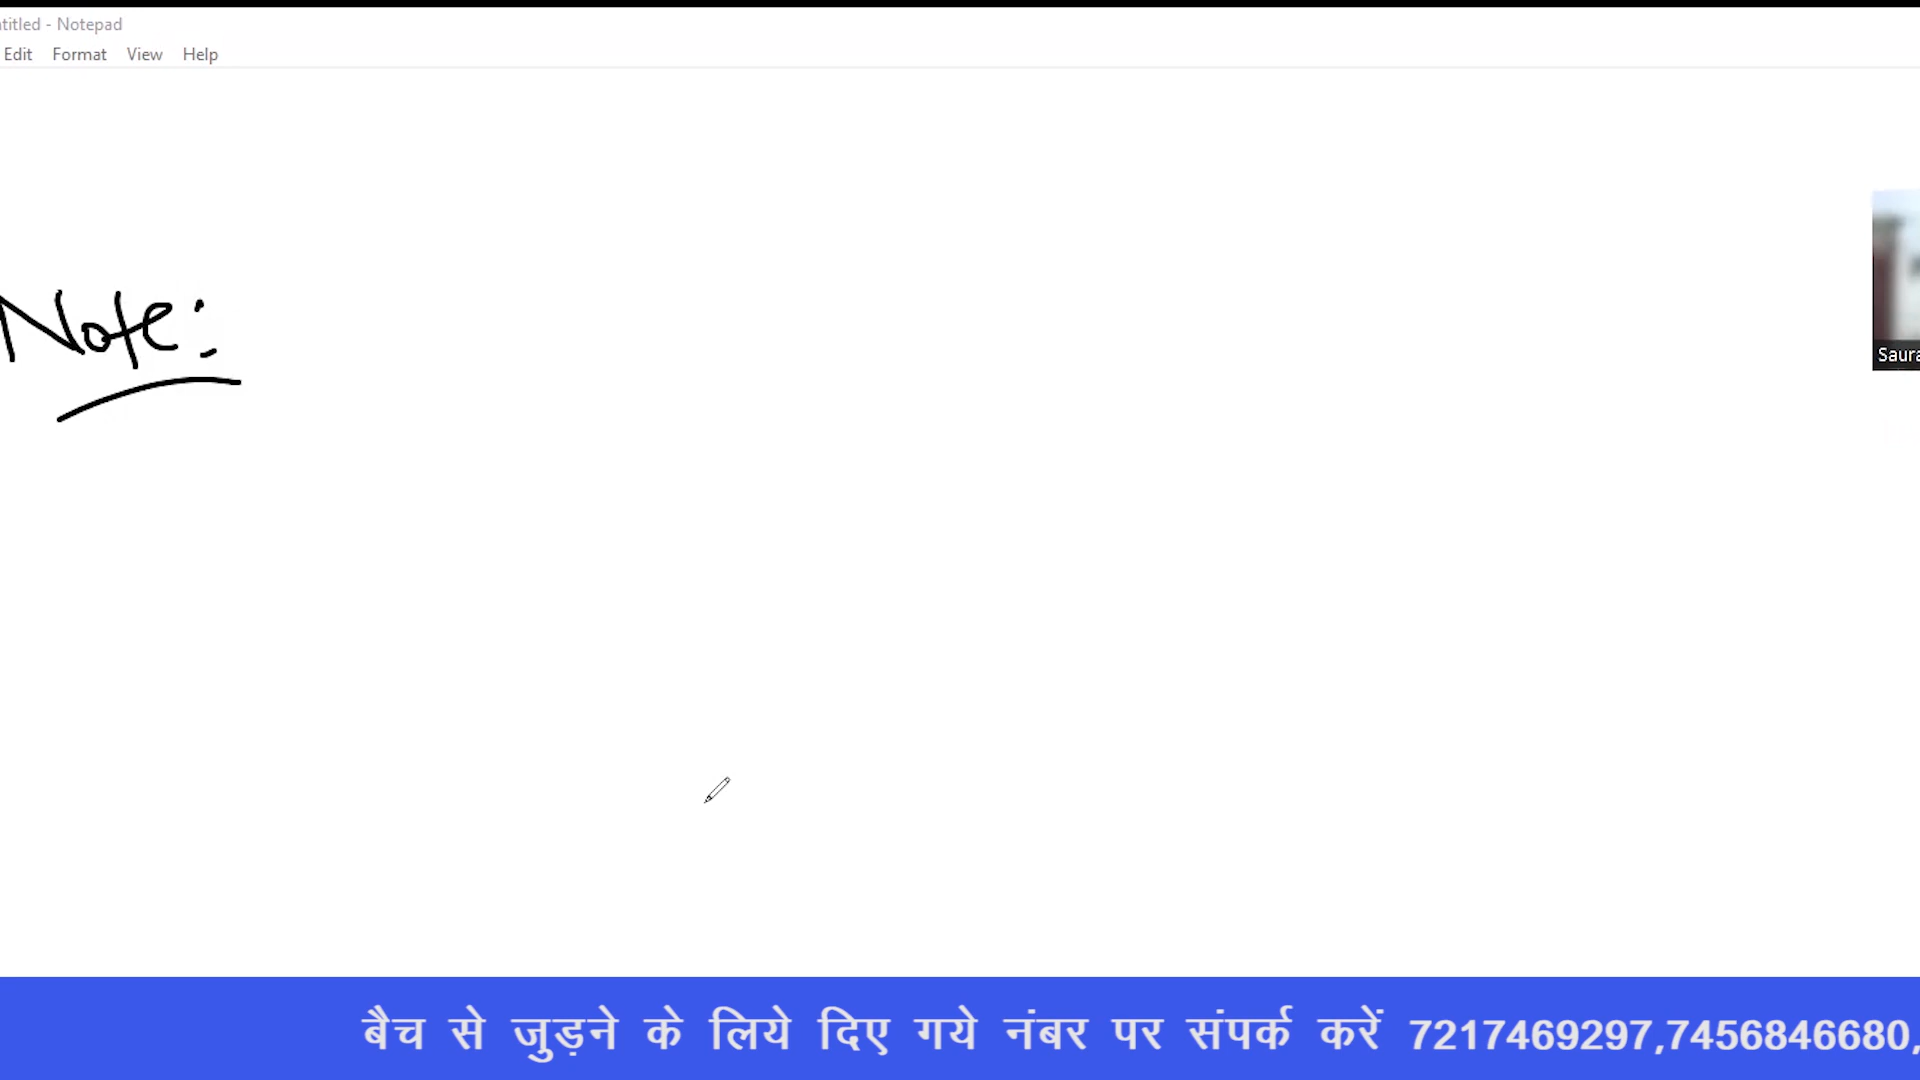 titled - Notepad
Edit Format View Help
Note:
Saura
बैच से जुड़ने के लिये दिए गये नंबर पर संपर्क करें 7217469297,7456846680,